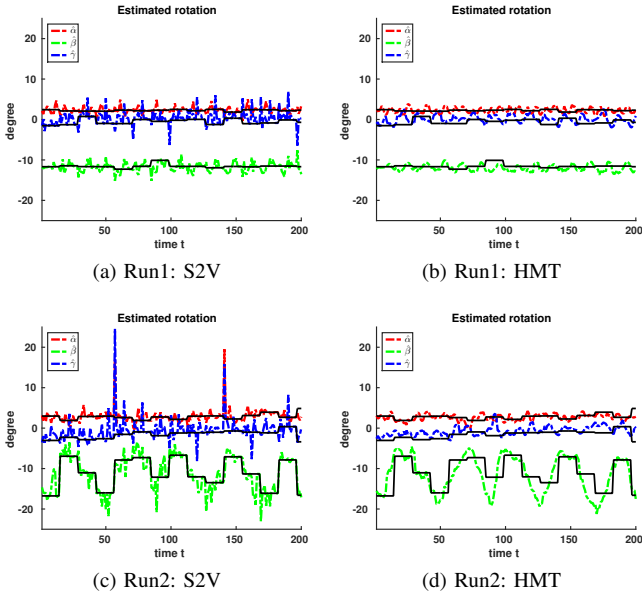 Estimated rotation
α̂
β̂
γ̂
degree
20
10
0
-10
-20
50
100
150
200
time t
(a) Run1: S2V
Estimated rotation
α̂
β̂
γ̂
degree
20
10
0
-10
-20
50
100
150
200
time t
(b) Run1: HMT
Estimated rotation
α̂
β̂
γ̂
degree
20
10
0
-10
-20
50
100
150
200
time t
(c) Run2: S2V
Estimated rotation
α̂
β̂
γ̂
degree
20
10
0
-10
-20
50
100
150
200
time t
(d) Run2: HMT